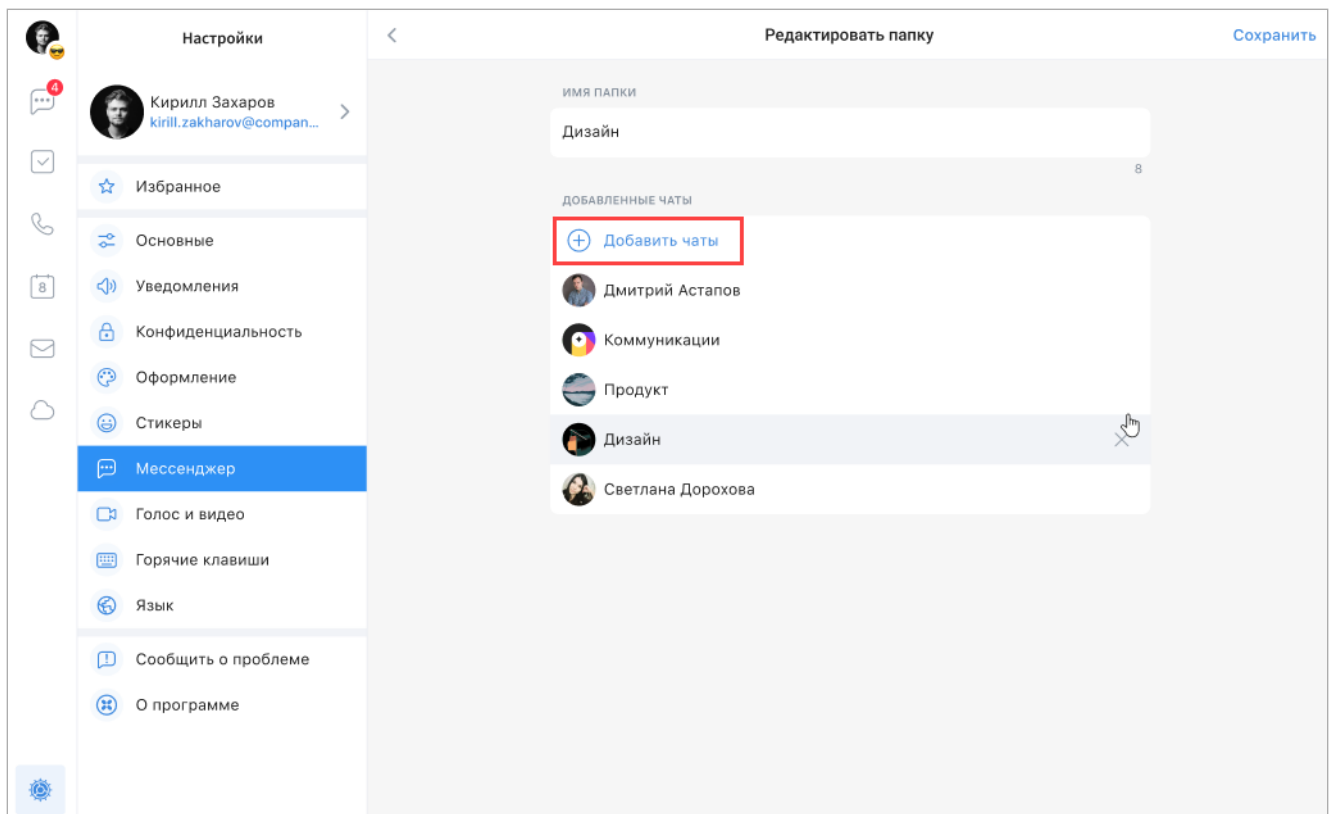 Настройки
Редактировать папку
Сохранить
4
Кирилл Захаров
kirill.zakharov@compan...
Избранное
Основные
Уведомления
Конфиденциальность
Оформление
Стикеры
Мессенджер
Голос и видео
Горячие клавиши
Язык
Сообщить о проблеме
О программе
8
ИМЯ ПАПКИ
Дизайн
8
ДОБАВЛЕННЫЕ ЧАТЫ
Добавить чаты
Дмитрий Астапов
Коммуникации
Продукт
Дизайн
Светлана Дорохова